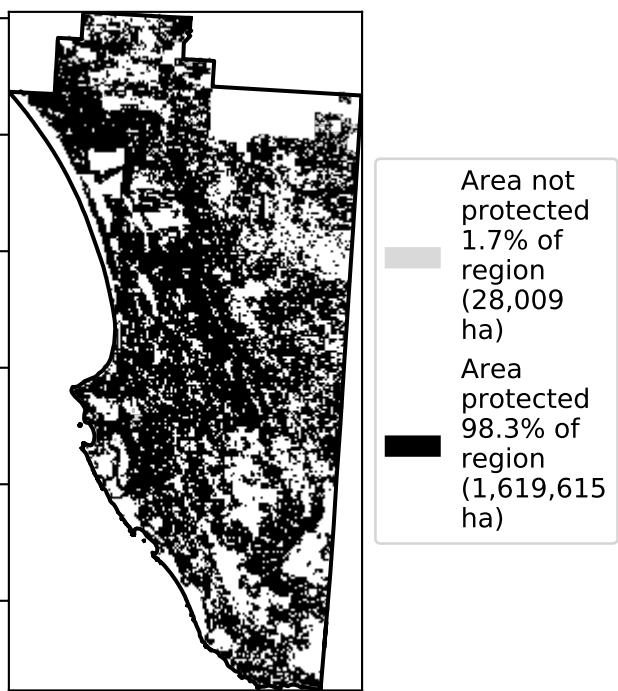 Area not
protected
1.7% of
region
(28,009
ha)
Area
protected
98.3% of
region
(1,619,615
ha)